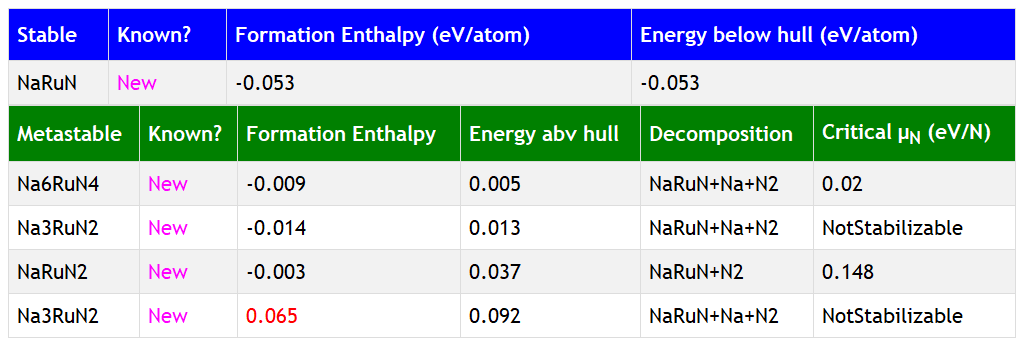 Stable Known? Formation Enthalpy (eV/atom) Energy below hull (eV/atom)
NaRuN New -0.053 -0.053
Metastable Known? Formation Enthalpy Energy abv hull Decomposition Critical μN (eV/N)
Na6RuN4 New -0.009 0.005 NaRuN+Na+N2 0.02
Na3RuN2 New -0.014 0.013 NaRuN+Na+N2 NotStabilizable
NaRuN2 New -0.003 0.037 NaRuN+N2 0.148
Na3RuN2 New 0.065 0.092 NaRuN+Na+N2 NotStabilizable